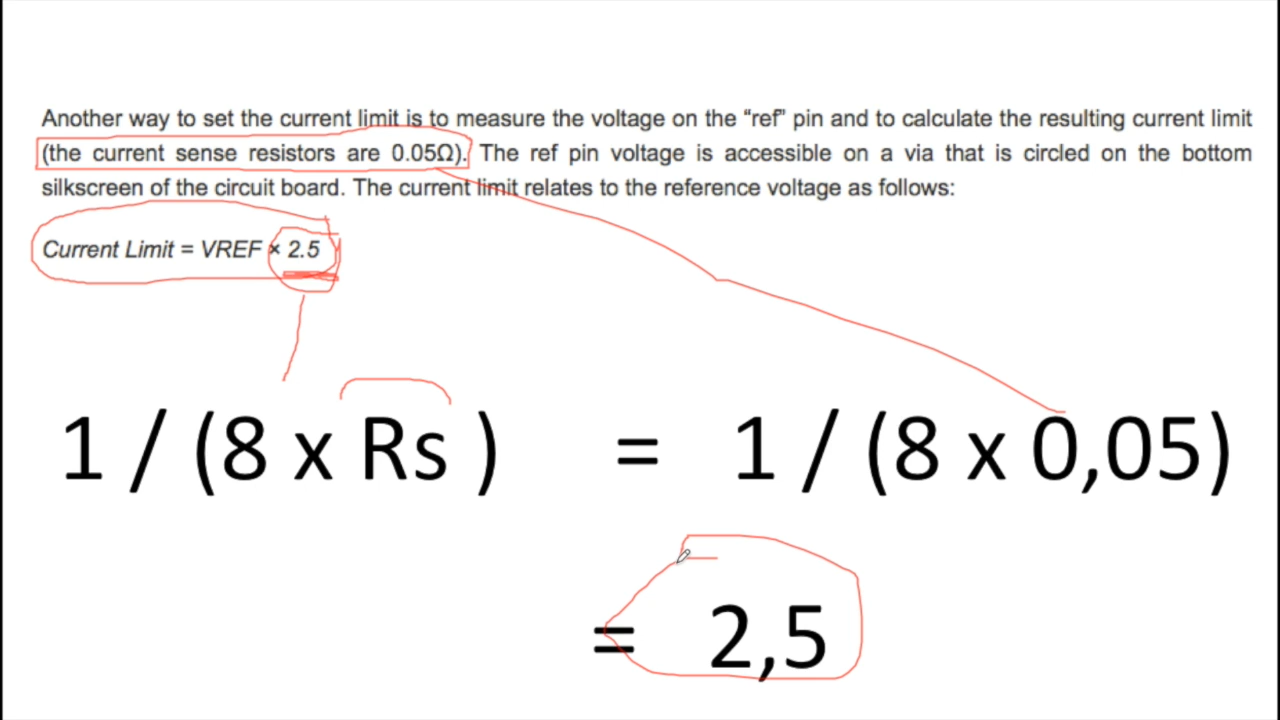 Another way to set the current limit is to measure the voltage on the “ref” pin and to calculate the resulting current limit
(the current sense resistors are 0.05Ω). The ref pin voltage is accessible on a via that is circled on the bottom
silkscreen of the circuit board. The current limit relates to the reference voltage as follows:
Current Limit = VREF × 2.5
1 / (8 x Rs ) = 1 / (8 x 0,05)
= 2,5